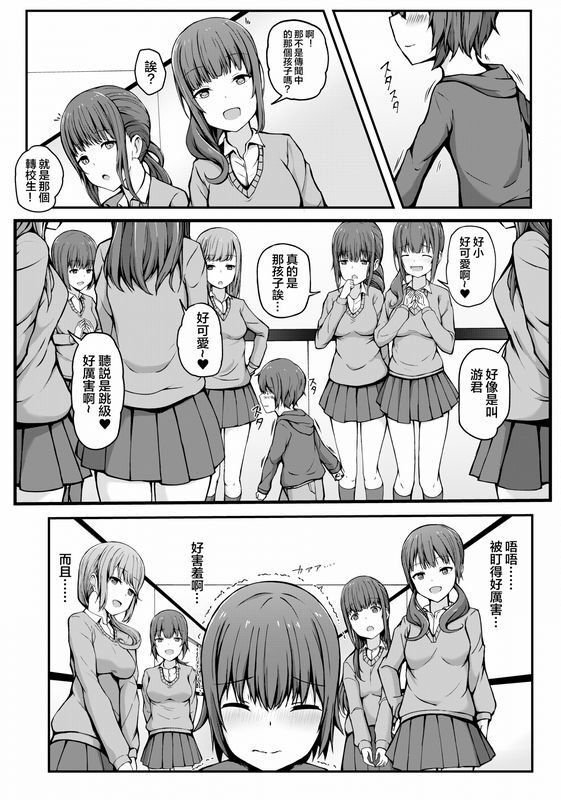 啊！
那不是傳聞中
的那個孩子嗎？
誒？
就是那個
轉校生！
スタ
スタ
好小
好可愛啊~♥
好像是叫
游君
真的是
那孩子誒…
好可愛~♥
聽説是跳級♥
好厲害啊~
スタ
スタ
唔唔……
被盯得好厲害…
カァァ…
好害羞啊…
而且…